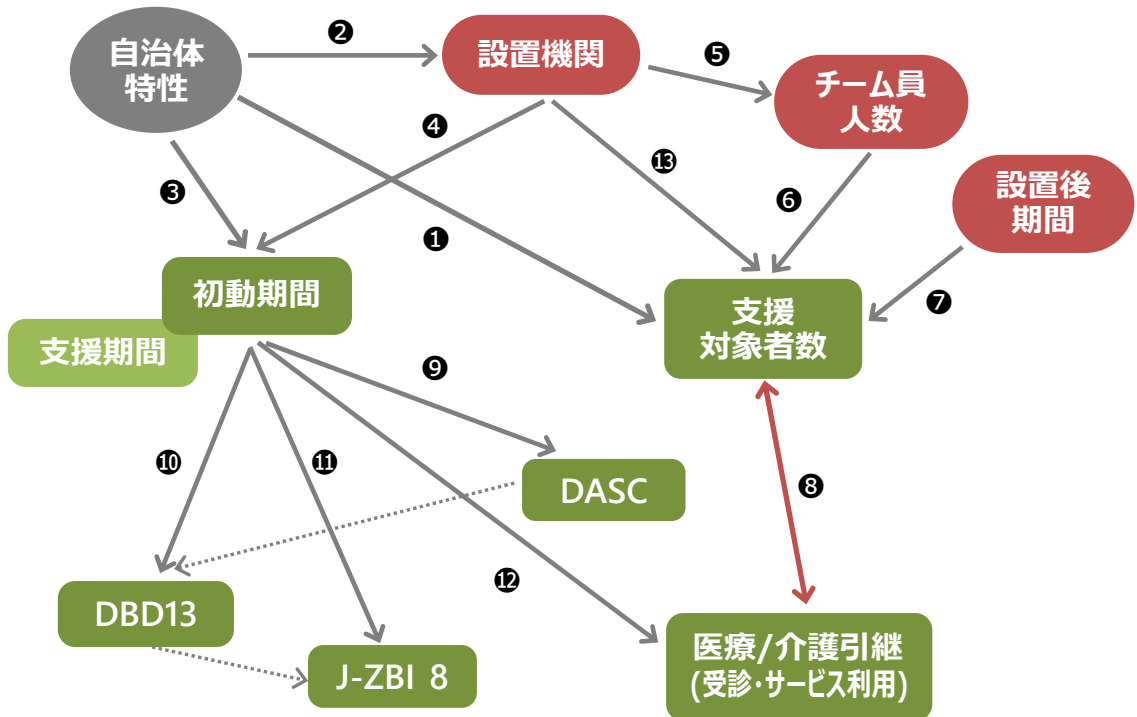 自治体
特性
❷
設置機関
❺
チーム員
人数
❹
⓭
❸
❻
設置後
期間
❶
初動期間
支援
対象者数
❼
支援期間
❾
❿
⓫
DASC
❽
⓬
DBD13
J-ZBI 8
医療/介護引継
(受診・サービス利用)